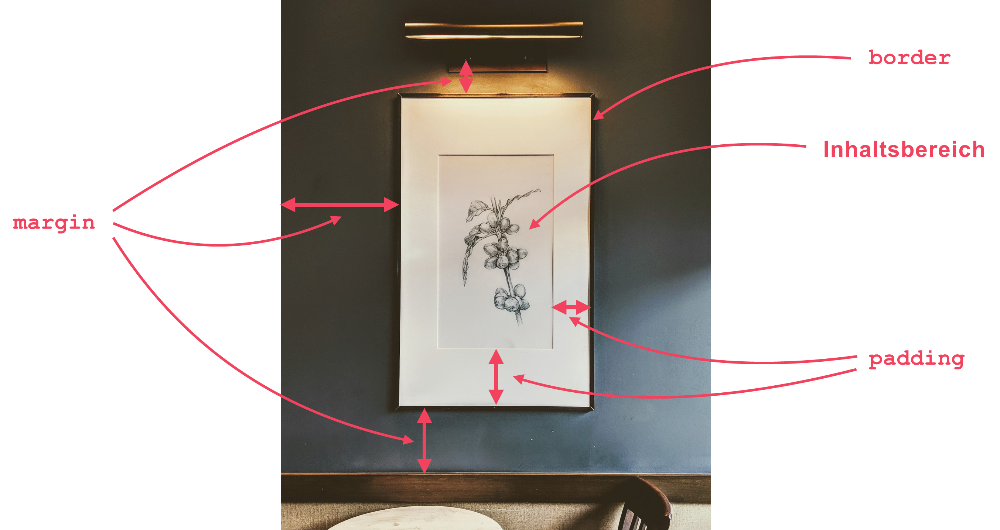 border
Inhaltsbereich
margin
padding